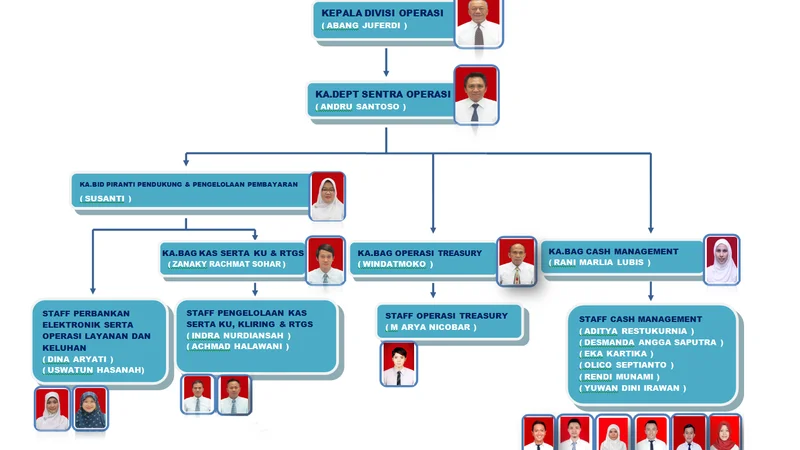 KEPALA DIVISI OPERASI
( ABANG JUFERDI )
KA.DEPT SENTRA OPERASI
( ANDRU SANTOSO )
KA.BID PIRANTI PENDUKUNG & PENGELOLAAN PEMBAYARAN
( SUSANTI )
KA.BAG KAS SERTA KU & RTGS
( ZANAKY RACHMAT SOHAR )
KA.BAG OPERASI TREASURY
( WINDATMOKO )
KA.BAG CASH MANAGEMENT
( RANI MARLIA LUBIS )
STAFF PERBANKAN
ELEKTRONIK SERTA
OPERASI LAYANAN DAN
KELUHAN
( DINA ARYATI )
( USWATUN HASANAH)
STAFF PENGELOLAAN KAS
SERTA KU, KLIRING & RTGS
( INDRA NURDIANSAH )
( ACHMAD HALAWANI )
STAFF OPERASI TREASURY
( M ARYA NICOBAR )
STAFF CASH MANAGEMENT
( ADITYA RESTUKURNIA )
( DESMANDA ANGGA SAPUTRA )
( EKA KARTIKA )
( OLICO SEPTIANTO )
( RENDI MUNAMI )
( YUWAN DINI IRAWAN )